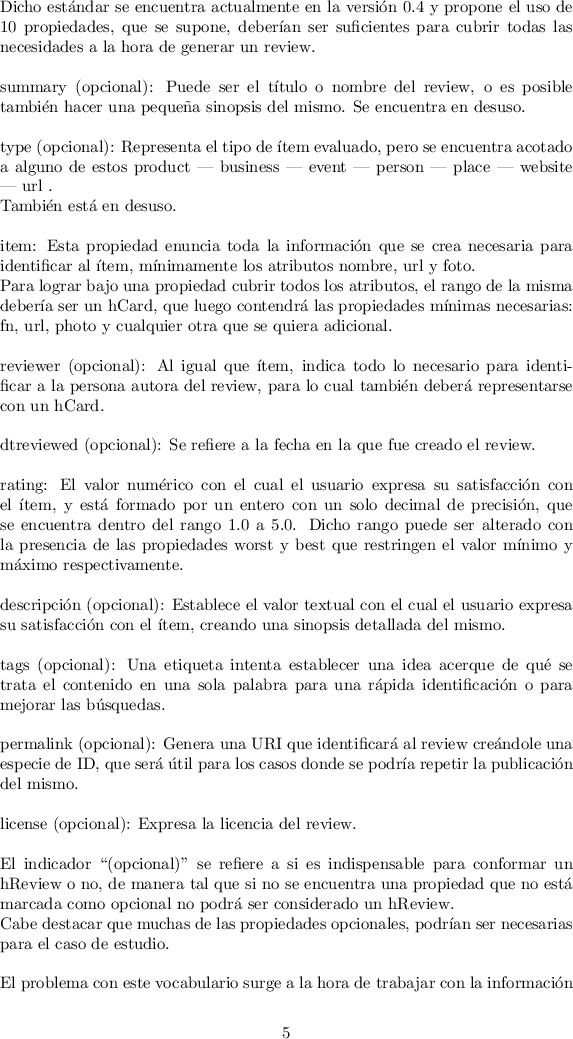 Dicho estándar se encuentra actualmente en la versión 0.4 y propone el uso de
10 propiedades, que se supone, deberían ser suficientes para cubrir todas las
necesidades a la hora de generar un review.
summary (opcional): Puede ser el título o nombre del review, o es posible
también hacer una pequeña sinopsis del mismo. Se encuentra en desuso.
type (opcional): Representa el tipo de ítem evaluado, pero se encuentra acotado
a alguno de estos product — business — event — person — place — website
— url .
También está en desuso.
item: Esta propiedad enuncia toda la información que se crea necesaria para
identificar al ítem, mínimamente los atributos nombre, url y foto.
Para lograr bajo una propiedad cubrir todos los atributos, el rango de la misma
debería ser un hCard, que luego contendrá las propiedades mínimas necesarias:
fn, url, photo y cualquier otra que se quiera adicional.
reviewer (opcional): Al igual que ítem, indica todo lo necesario para identi-
ficar a la persona autora del review, para lo cual también deberá representarse
con un hCard.
dtreviewed (opcional): Se refiere a la fecha en la que fue creado el review.
rating: El valor numérico con el cual el usuario expresa su satisfacción con
el ítem, y está formado por un entero con un solo decimal de precisión, que
se encuentra dentro del rango 1.0 a 5.0. Dicho rango puede ser alterado con
la presencia de las propiedades worst y best que restringen el valor mínimo y
máximo respectivamente.
descripción (opcional): Establece el valor textual con el cual el usuario expresa
su satisfacción con el ítem, creando una sinopsis detallada del mismo.
tags (opcional): Una etiqueta intenta establecer una idea acerque de qué se
trata el contenido en una sola palabra para una rápida identificación o para
mejorar las búsquedas.
permalink (opcional): Genera una URI que identificará al review creándole una
especie de ID, que será útil para los casos donde se podría repetir la publicación
del mismo.
license (opcional): Expresa la licencia del review.
El indicador “(opcional)” se refiere a si es indispensable para conformar un
hReview o no, de manera tal que si no se encuentra una propiedad que no está
marcada como opcional no podrá ser considerado un hReview.
Cabe destacar que muchas de las propiedades opcionales, podrían ser necesarias
para el caso de estudio.
El problema con este vocabulario surge a la hora de trabajar con la información
5